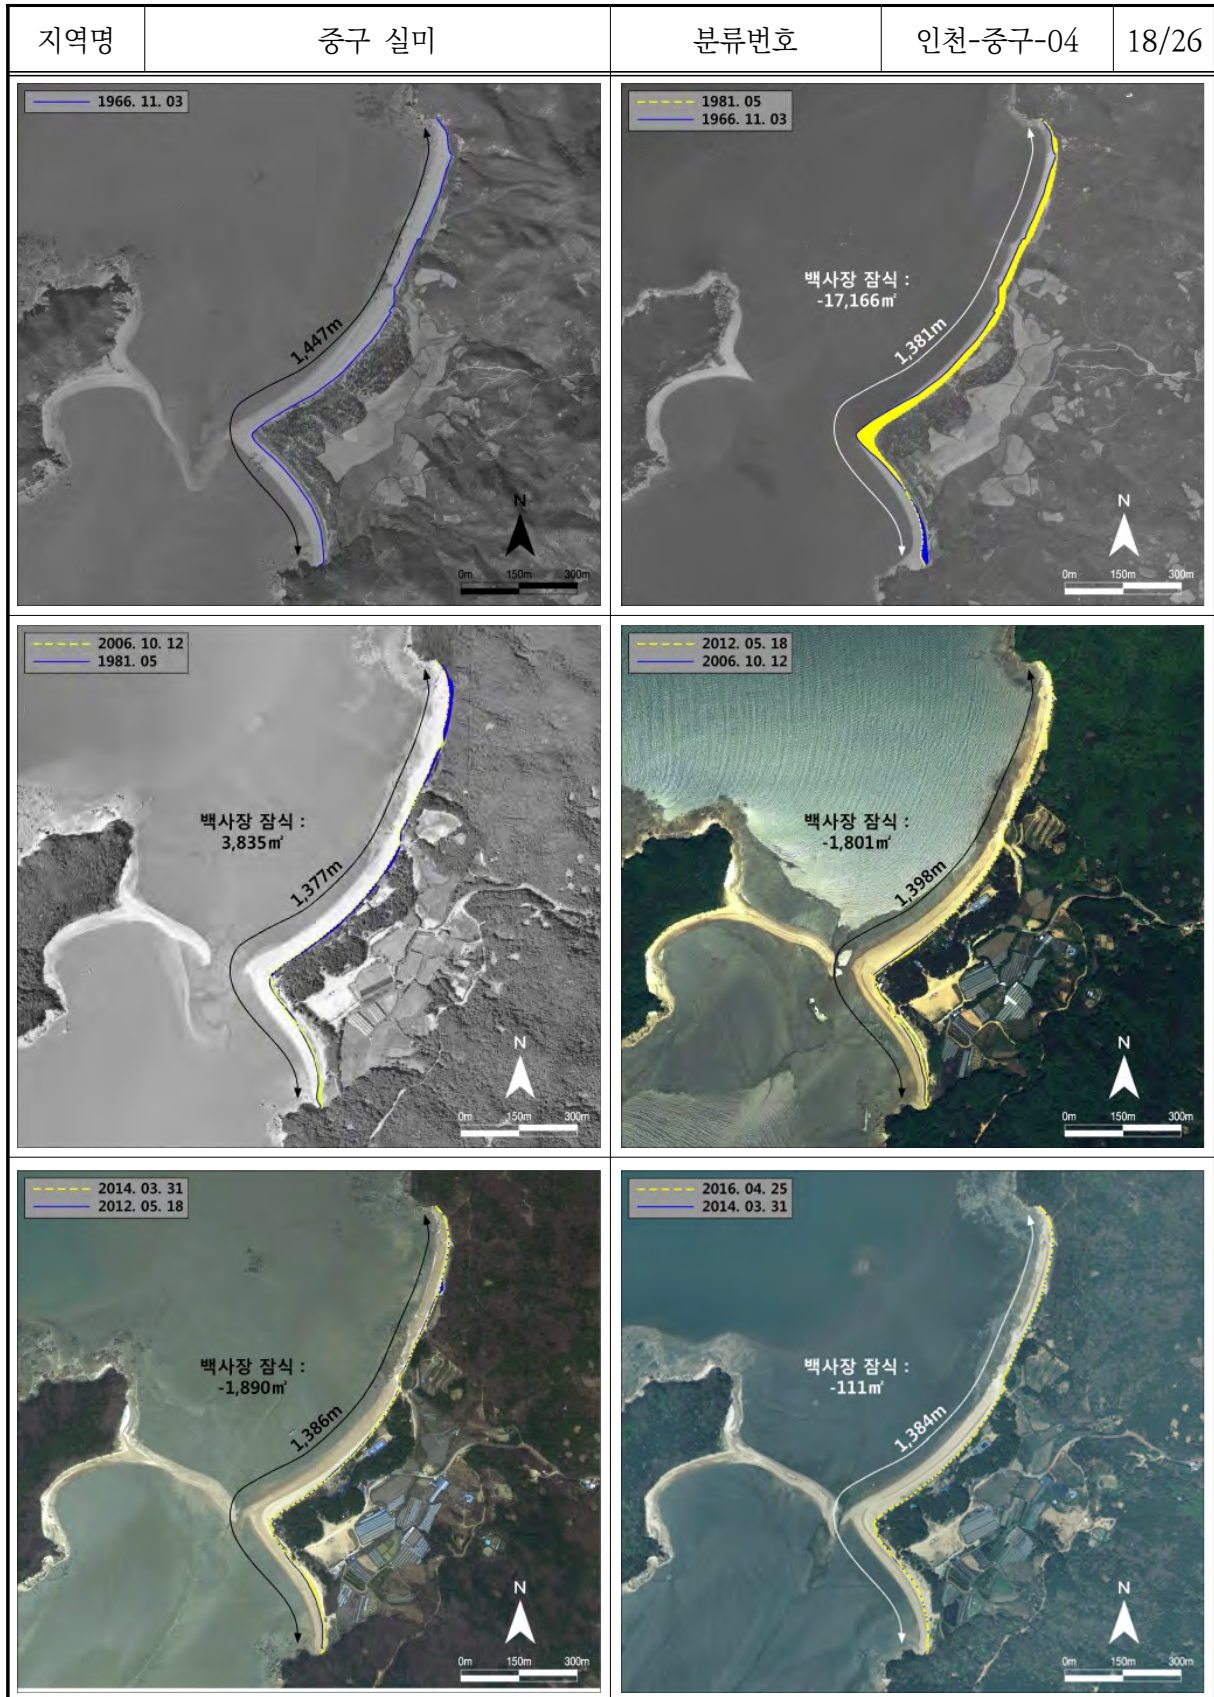 지역명 중구 실미 분류번호 인천-중구-04 18/26
1966. 11. 03
1,447m
N
0m 150m 300m
1981. 05
1966. 11. 03
백사장 잠식 :
-17,166㎡
1,381m
N
0m 150m 300m
2006. 10. 12
1981. 05
백사장 잠식 :
3,835㎡
1,377m
N
0m 150m 300m
2012. 05. 18
2006. 10. 12
백사장 잠식 :
-1,801㎡
1,398m
N
0m 150m 300m
2014. 03. 31
2012. 05. 18
백사장 잠식 :
-1,890㎡
1,386m
N
0m 150m 300m
2016. 04. 25
2014. 03. 31
백사장 잠식 :
-111㎡
1,384m
N
0m 150m 300m